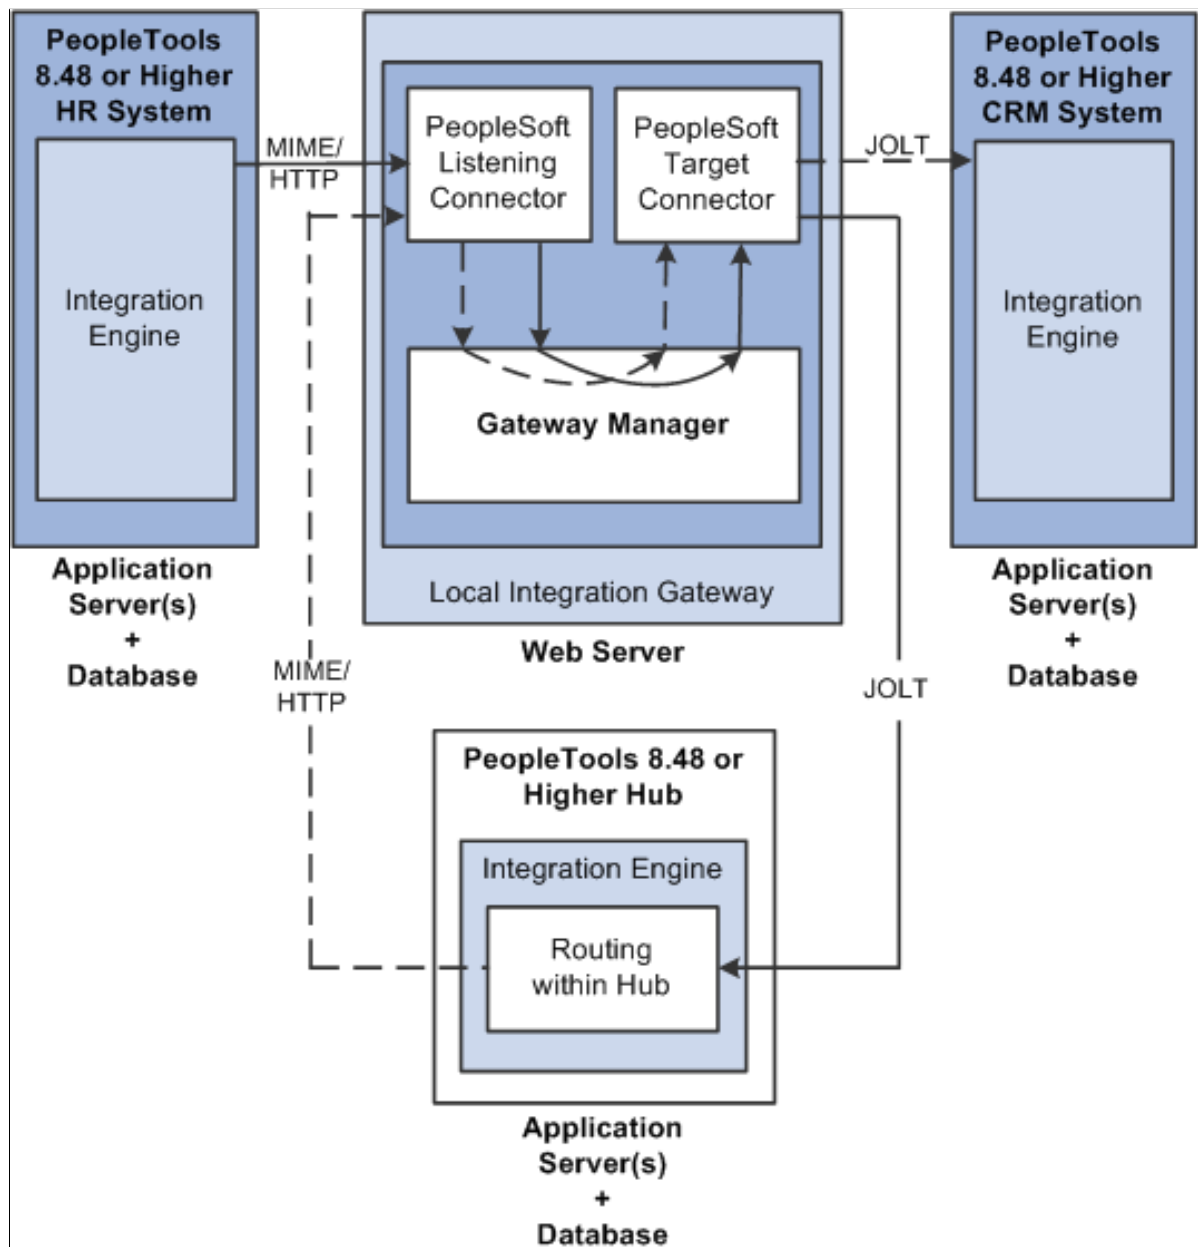 PeopleTools
8.48 or Higher
HR System
Integration
Engine
Application
Server(s)
+
Database
MIME/
HTTP
PeopleSoft
Listening
Connector
PeopleSoft
Target
Connector
Gateway Manager
Local Integration Gateway
Web Server
JOLT
PeopleTools
8.48 or Higher
CRM System
Integration
Engine
Application
Server(s)
+
Database
MIME/
HTTP
JOLT
PeopleTools 8.48 or
Higher Hub
Integration Engine
Routing
within Hub
Application
Server(s)
+
Database